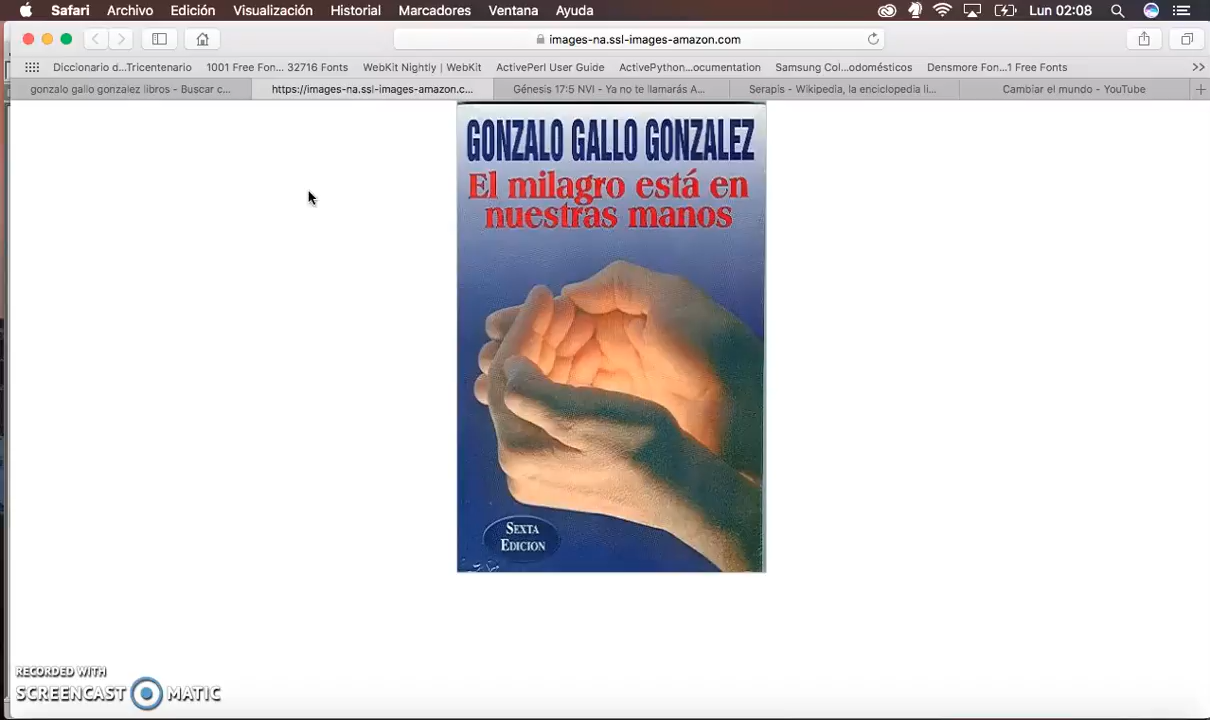 Safari Archivo Edición Visualización Historial Marcadores Ventana Ayuda Lun 02:08
images-na.ssl-images-amazon.com
Diccionario d...Tricentenario 1001 Free Fon... 32716 Fonts WebKit Nightly | WebKit ActivePerl User Guide ActivePython...ocumentation Samsung Col...odomésticos Densmore Fon...1 Free Fonts
gonzalo gallo gonzalez libros - Buscar c... https://images-na.ssl-images-amazon.c... Génesis 17:5 NVI - Ya no te llamarás A... Serapis - Wikipedia, la enciclopedia li... Cambiar el mundo - YouTube
GONZALO GALLO GONZALEZ
El milagro está en
nuestras manos
SEXTA
EDICION
RECORDED WITH
SCREENCAST MATIC